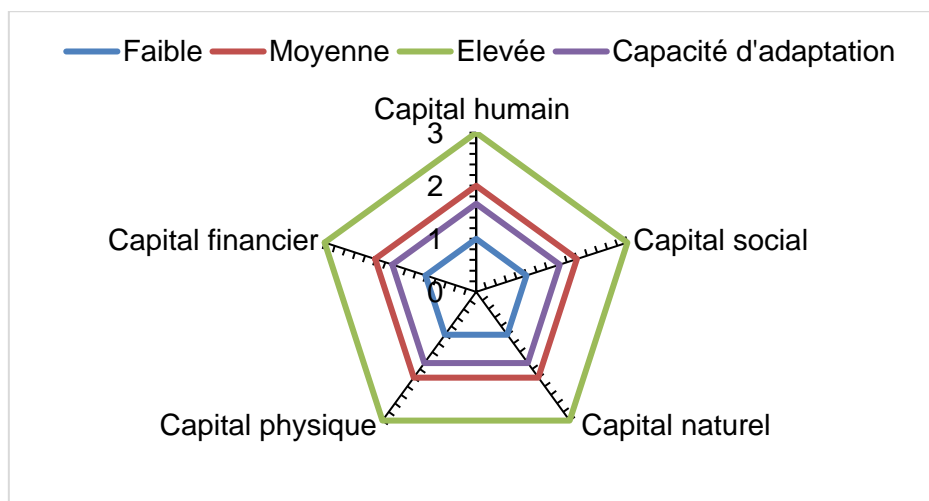 Faible Moyenne Elevée Capacité d'adaptation
Capital humain
3
2
Capital financier 1 Capital social
0
Capital physique Capital naturel